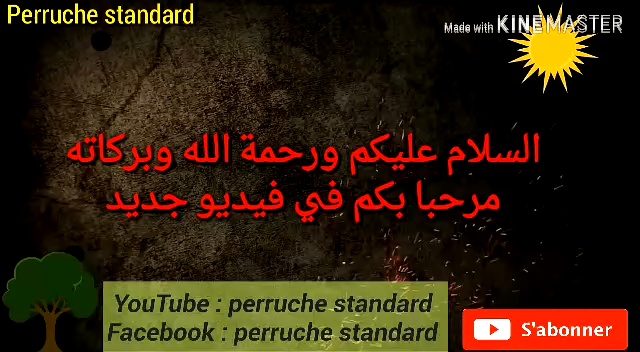 Perruche standard
Made with KINEMASTER
السلام عليكم ورحمة الله وبركاته
مرحبا بكم في فيديو جديد
YouTube : perruche standard
Facebook : perruche standard
S'abonner